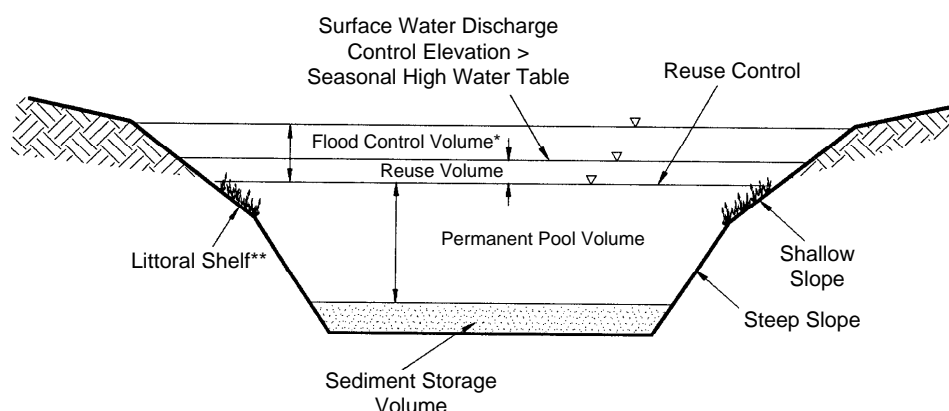 Surface Water Discharge
Control Elevation >
Seasonal High Water Table
Reuse Control
Flood Control Volume*
Reuse Volume
Permanent Pool Volume
Littoral Shelf**
Shallow
Slope
Steep Slope
Sediment Storage
Volume